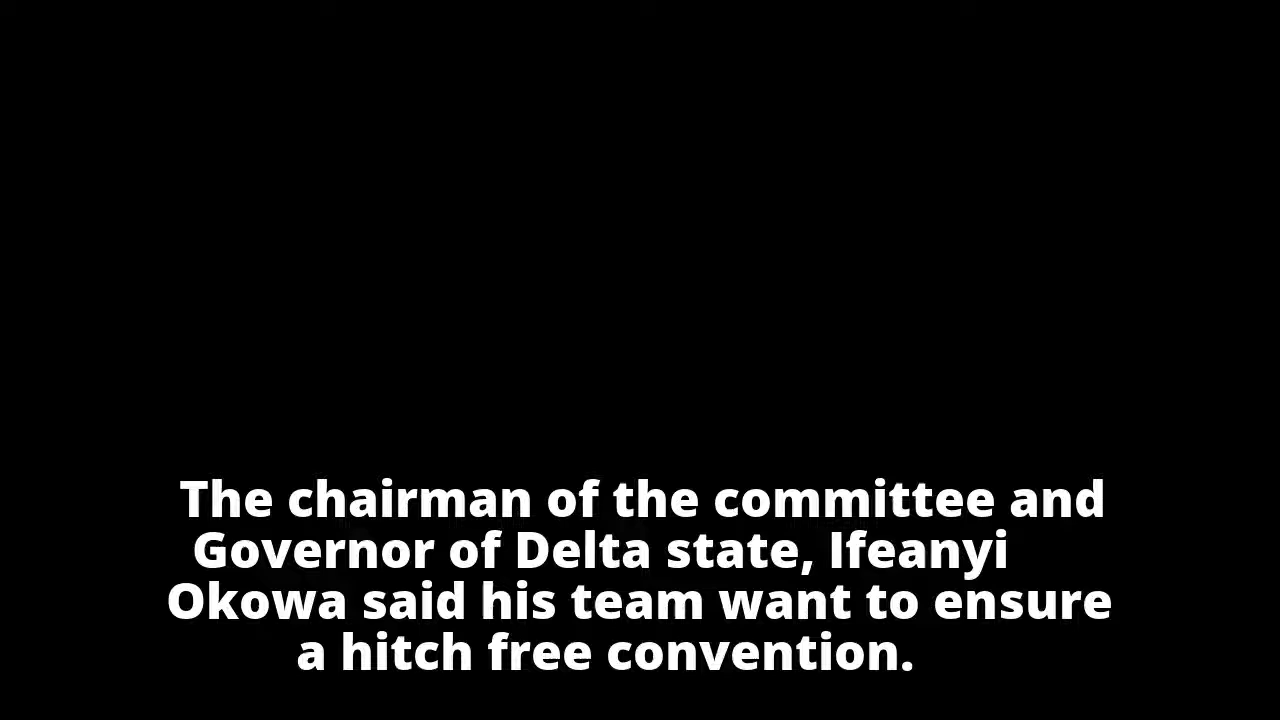 The chairman of the committee and
Governor of Delta state, Ifeanyi
Okowa said his team want to ensure
a hitch free convention.